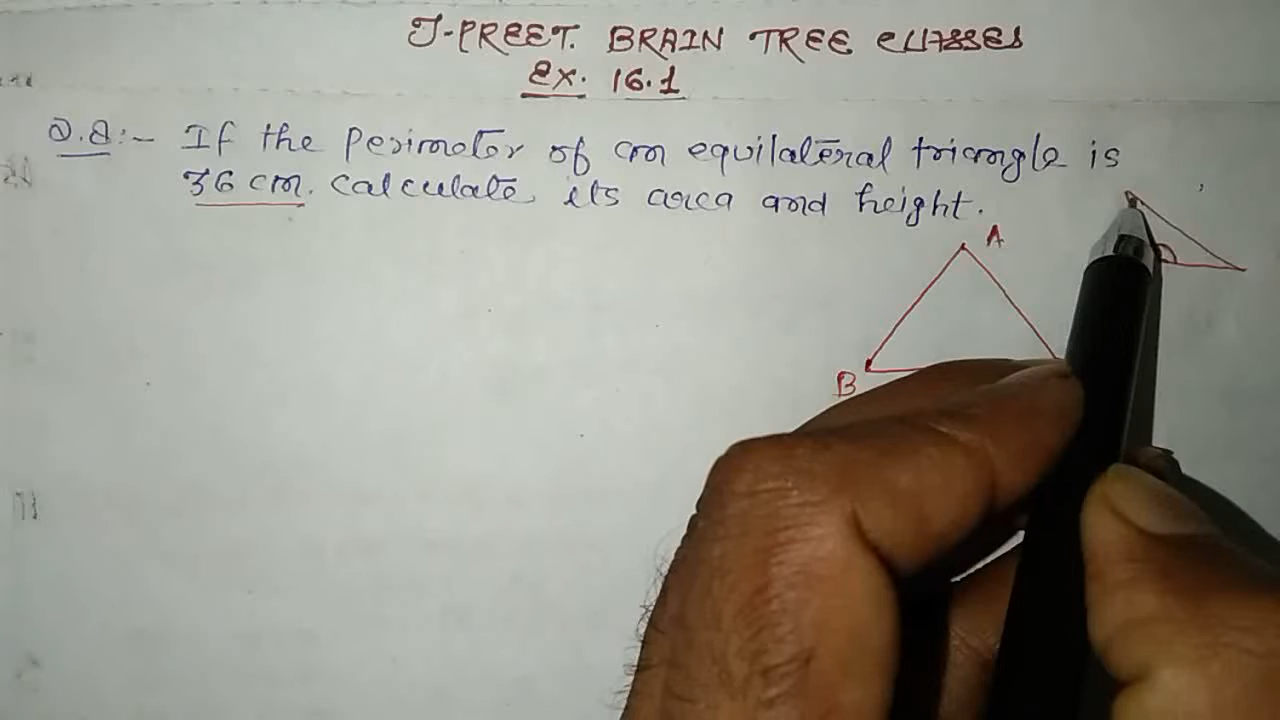 J-PREET. BRAIN TREE CLASSES
Ex. 16.1
Q.8:- If the perimeter of an equilateral triangle is
36 cm. calculate its area and height.
A
B